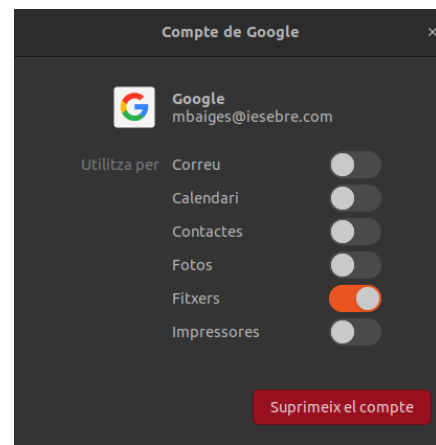 Compte de Google
Google
mbaiges@iesebre.com
Utilitza per Correu
Calendari
Contactes
Fotos
Fitxers
Impressores
Suprimeix el compte